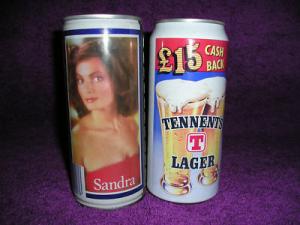 Sandra
£15 CASH
BACK
TENNENT'S
T
LAGER